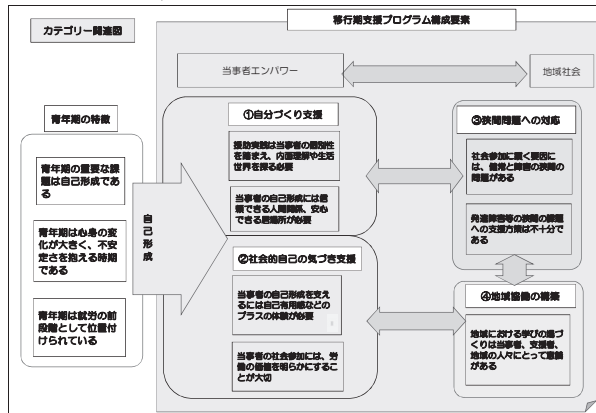 カテゴリー関連図
移行期支援プログラム構成要素
当事者エンパワー
地域社会
青年期の特徴
青年期の重要な課
題は自己形成であ
る
青年期は心身の変
化が大きく、不安
定さを抱える時期
である
青年期は就労の前
段階として位置付
けられている
自己形成
①自分づくり支援
援助実践は当事者の個別性
を踏まえ、内面理解や生活
世界を探る必要
当事者の自己形成には信
頼できる人間関係、安心
できる居場所が必要
②社会的自己の気づき支援
当事者の自己形成を支え
るには自己有用感などの
プラスの体験が必要
当事者の社会参加には、労
働の価値を明らかにすること
が大切
③狭間問題への対応
社会参加に躓く要因に
は、健常と障害の狭間の
問題がある
発達障害等の狭間の課題
への支援方策は不十分で
ある
④地域協働の構築
地域における学びの場づ
くりは当事者、支援者、
地域の人々にとって意義
がある